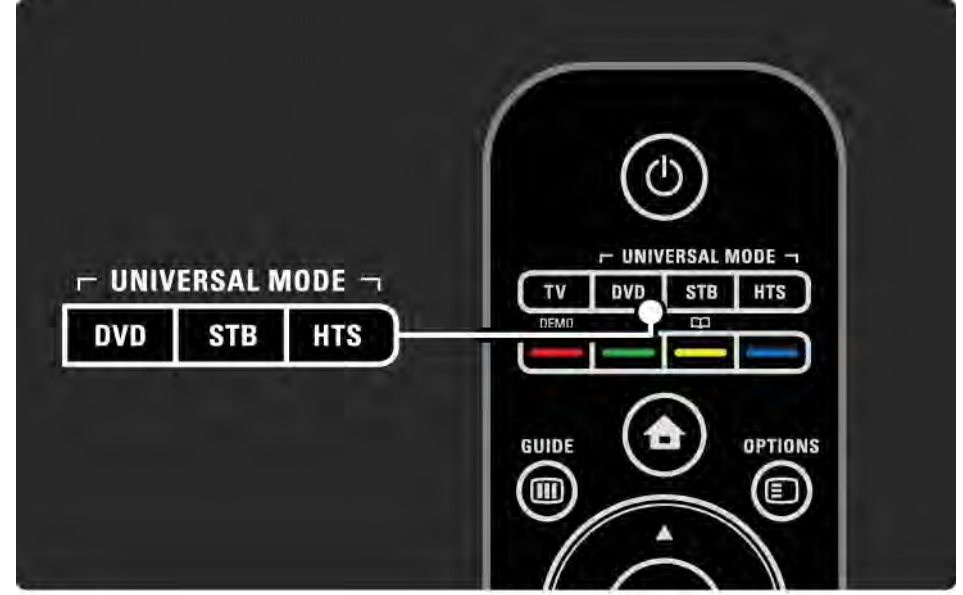 UNIVERSAL MODE
DVD STB HTS
UNIVERSAL MODE
TV DVD STB HTS
DEMO
GUIDE
OPTIONS